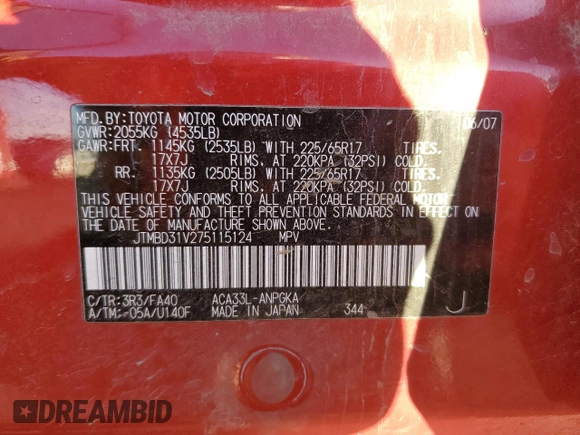 MFD.BY:TOYOTA MOTOR CORPORATION 06/07
GVWR:2055KG (4535LB)
GAWR:FRT. 1145KG (2535LB) WITH 225/65R17 TIRES.
17X7J RIMS. AT 220KPA (32PSI) COLD.
RR. 1135KG (2505LB) WITH 225/65R17 TIRES.
17X7J RIMS. AT 220KPA (32PSI) COLD.
THIS VEHICLE CONFORMS TO ALL APPLICABLE FEDERAL MOTOR
VEHICLE SAFETY AND THEFT PREVENTION STANDARDS IN EFFECT ON
THE DATE OF MANUFACTURE SHOWN ABOVE.
JTMBD31V275115124 MPV
C/TR:3R3/FA40 ACA33L-ANPGKA
A/TM:-05A/U140F MADE IN JAPAN 344 J
DREAMBID